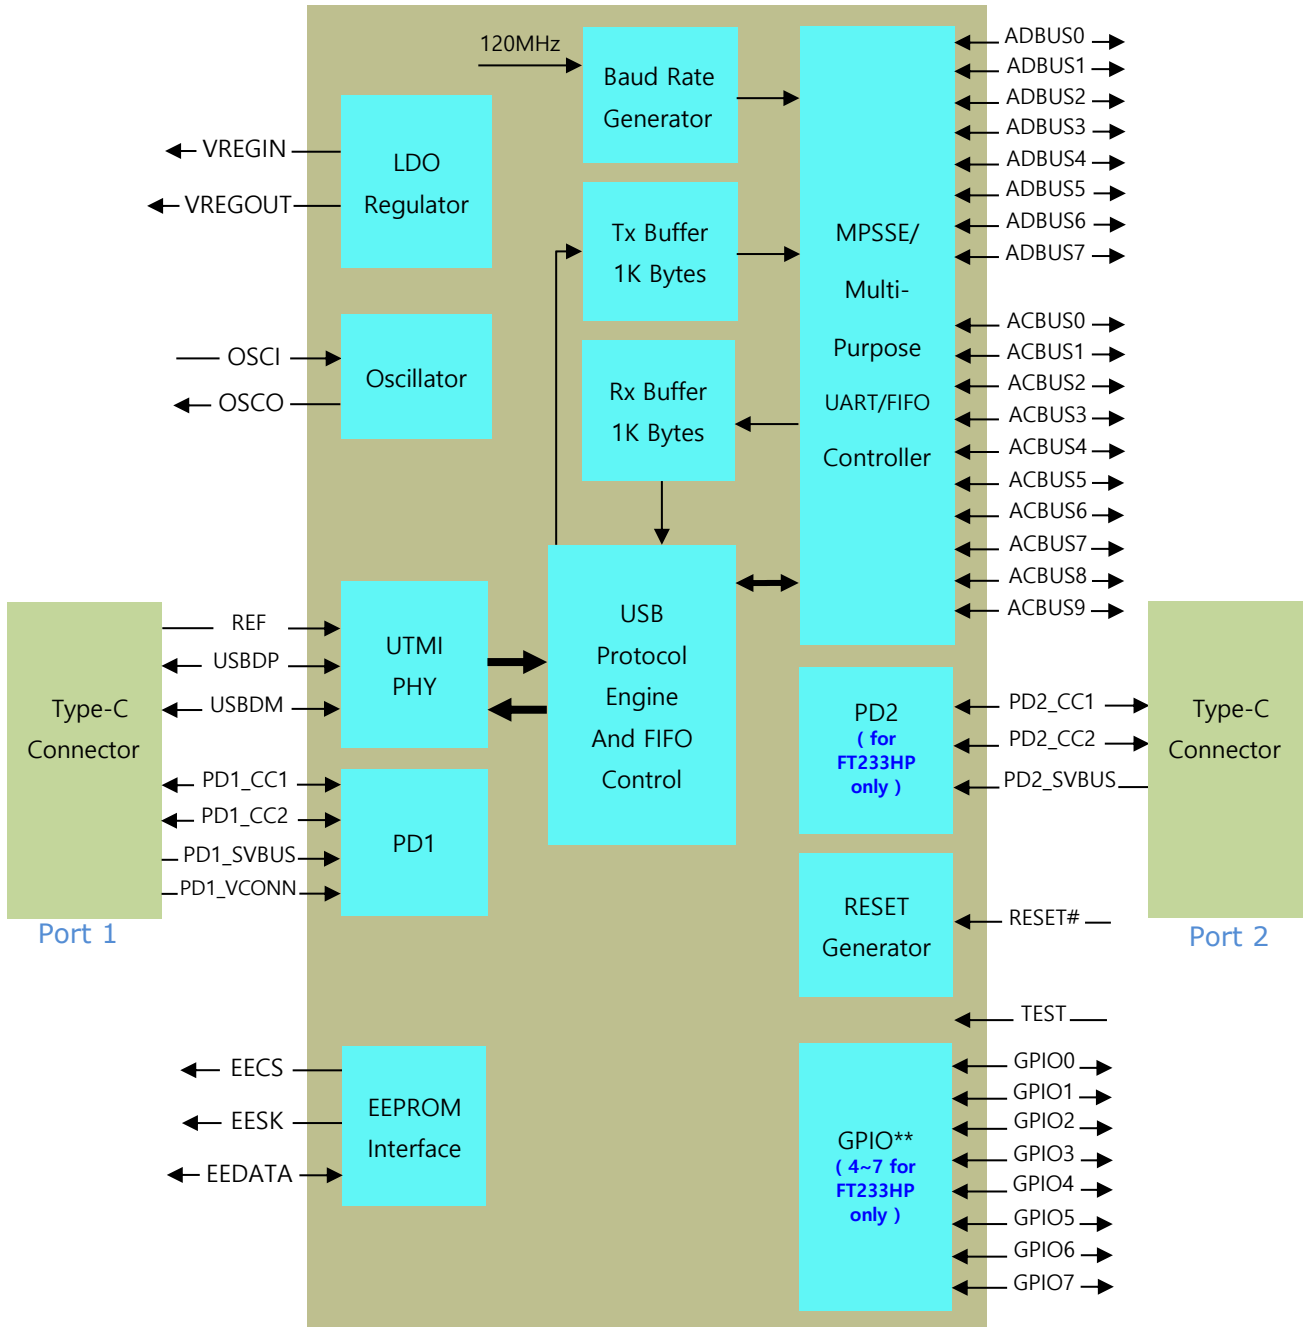 120MHz
Baud Rate
Generator
LDO
Regulator
VREGIN
VREGOUT
Tx Buffer
1K Bytes
Oscillator
OSCI
OSCO
Rx Buffer
1K Bytes
MPSSE/
Multi-
Purpose
UART/FIFO
Controller
ADBUS0
ADBUS1
ADBUS2
ADBUS3
ADBUS4
ADBUS5
ADBUS6
ADBUS7
ACBUS0
ACBUS1
ACBUS2
ACBUS3
ACBUS4
ACBUS5
ACBUS6
ACBUS7
ACBUS8
ACBUS9
Type-C
Connector
Port 1
REF
USBDP
USBDM
UTMI
PHY
USB
Protocol
Engine
And FIFO
Control
PD1_CC1
PD1_CC2
PD1_SVBUS
PD1_VCONN
PD1
PD2
( for
FT233HP
only )
PD2_CC1
PD2_CC2
PD2_SVBUS
Type-C
Connector
Port 2
RESET
Generator
RESET#
TEST
EECS
EESK
EEDATA
EEPROM
Interface
GPIO**
( 4~7 for
FT233HP
only )
GPIO0
GPIO1
GPIO2
GPIO3
GPIO4
GPIO5
GPIO6
GPIO7